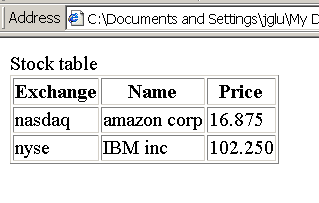 Address C:\Documents and Settings\jglu\My D
Stock table
Exchange Name Price
nasdaq amazon corp 16.875
nyse IBM inc 102.250